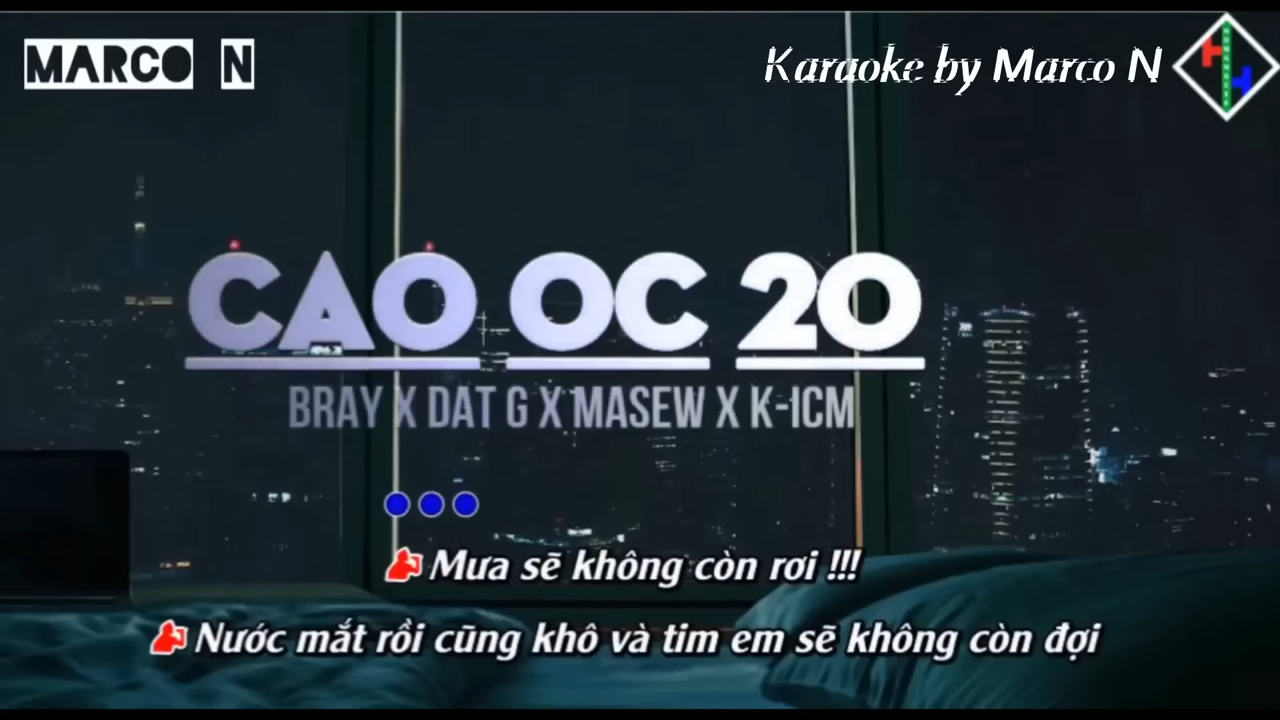 MARCO N
Karaoke by Marco N
CAO OC 20
BRAY X DAT G X MASEW X K-ICM
Mưa sẽ không còn rơi !!!
Nước mắt rồi cũng khô và tim em sẽ không còn đợi